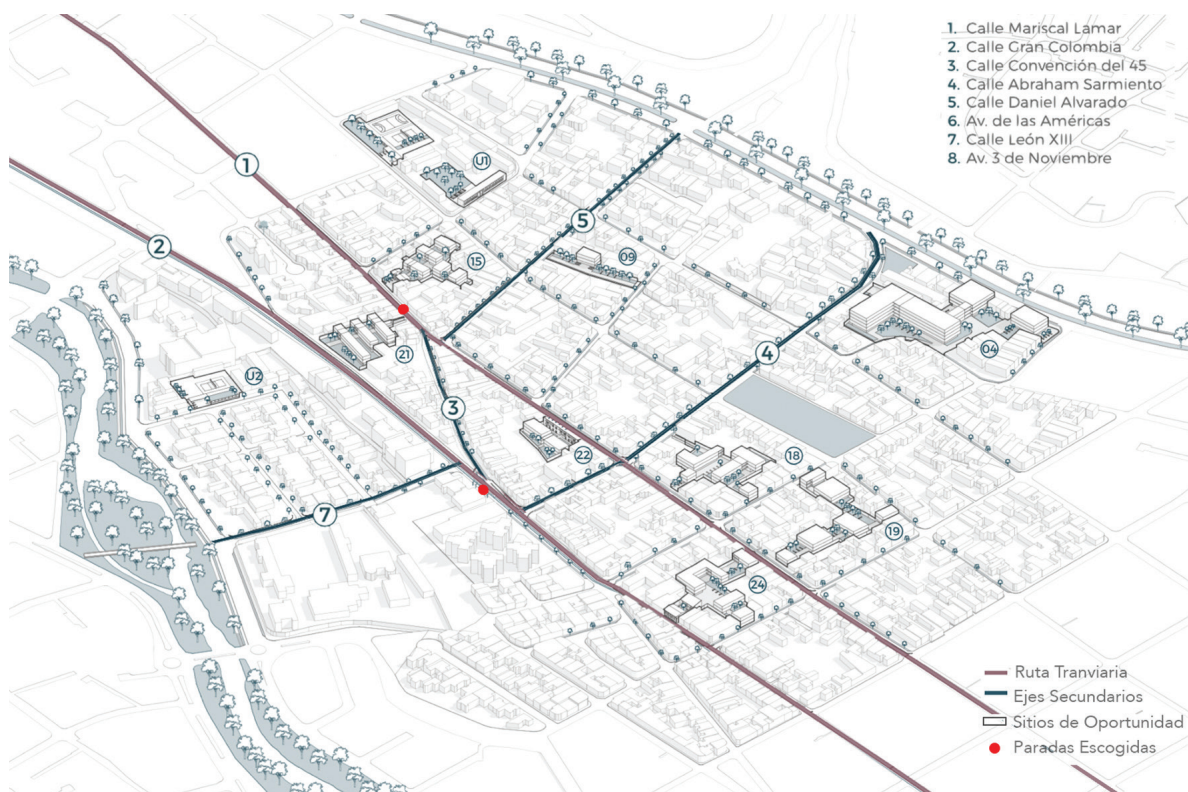 1. Calle Mariscal Lamar
2. Calle Gran Colombia
3. Calle Convención del 45
4. Calle Abraham Sarmiento
5. Calle Daniel Alvarado
6. Av. de las Américas
7. Calle León XIII
8. Av. 3 de Noviembre
U1
1
5
2
15
09
21
04
4
U2
3
22
18
7
19
24
Ruta Tranviaria
Ejes Secundarios
Sitios de Oportunidad
Paradas Escogidas